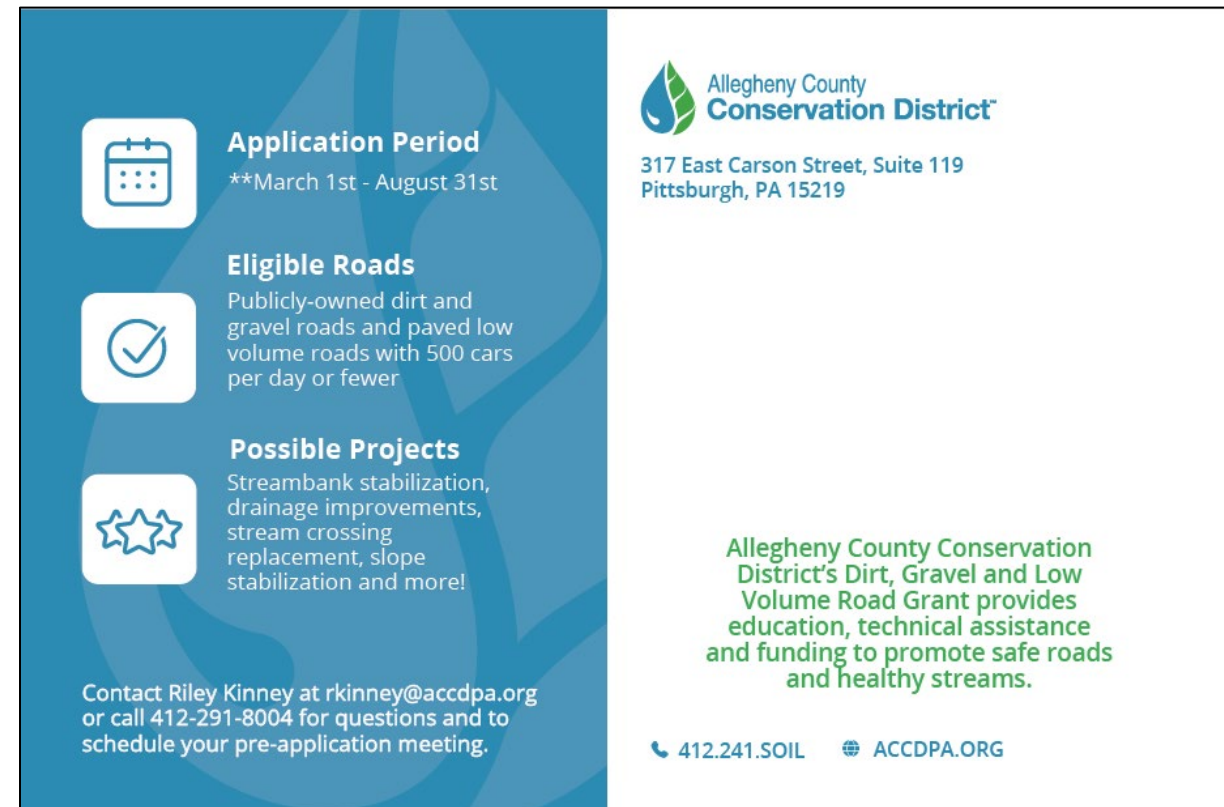 Application Period
**March 1st - August 31st
Eligible Roads
Publicly-owned dirt and
gravel roads and paved low
volume roads with 500 cars
per day or fewer
Possible Projects
Streambank stabilization,
drainage improvements,
stream crossing
replacement, slope
stabilization and more!
Contact Riley Kinney at rkinney@accdpa.org
or call 412-291-8004 for questions and to
schedule your pre-application meeting.
Allegheny County
Conservation District™
317 East Carson Street, Suite 119
Pittsburgh, PA 15219
Allegheny County Conservation
District's Dirt, Gravel and Low
Volume Road Grant provides
education, technical assistance
and funding to promote safe roads
and healthy streams.
412.241.SOIL ACCDPA.ORG